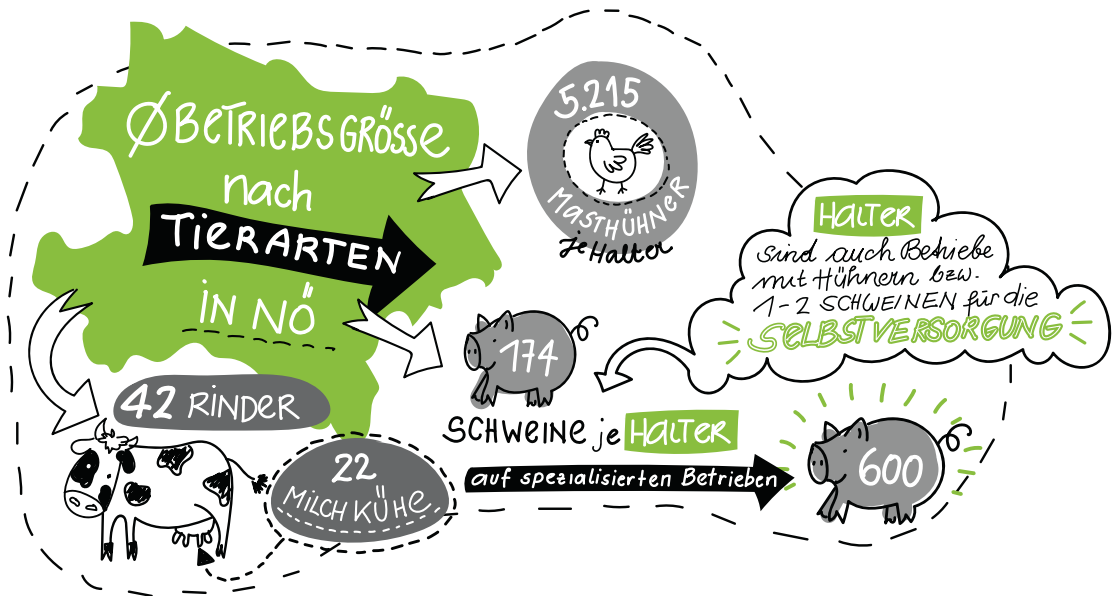 Ø BETRIEBSGRÖSSE
nach
TIERARTEN
IN NÖ
5.215
MASTHÜHNER
je Halter
HALTER
sind auch Betriebe
mit Hühnern bzw.
1-2 SCHWEINEN für die
SELBSTVERSORGUNG
174
SCHWEINE je HALTER
auf spezialisierten Betrieben
600
42 RINDER
22
MILCHKÜHE